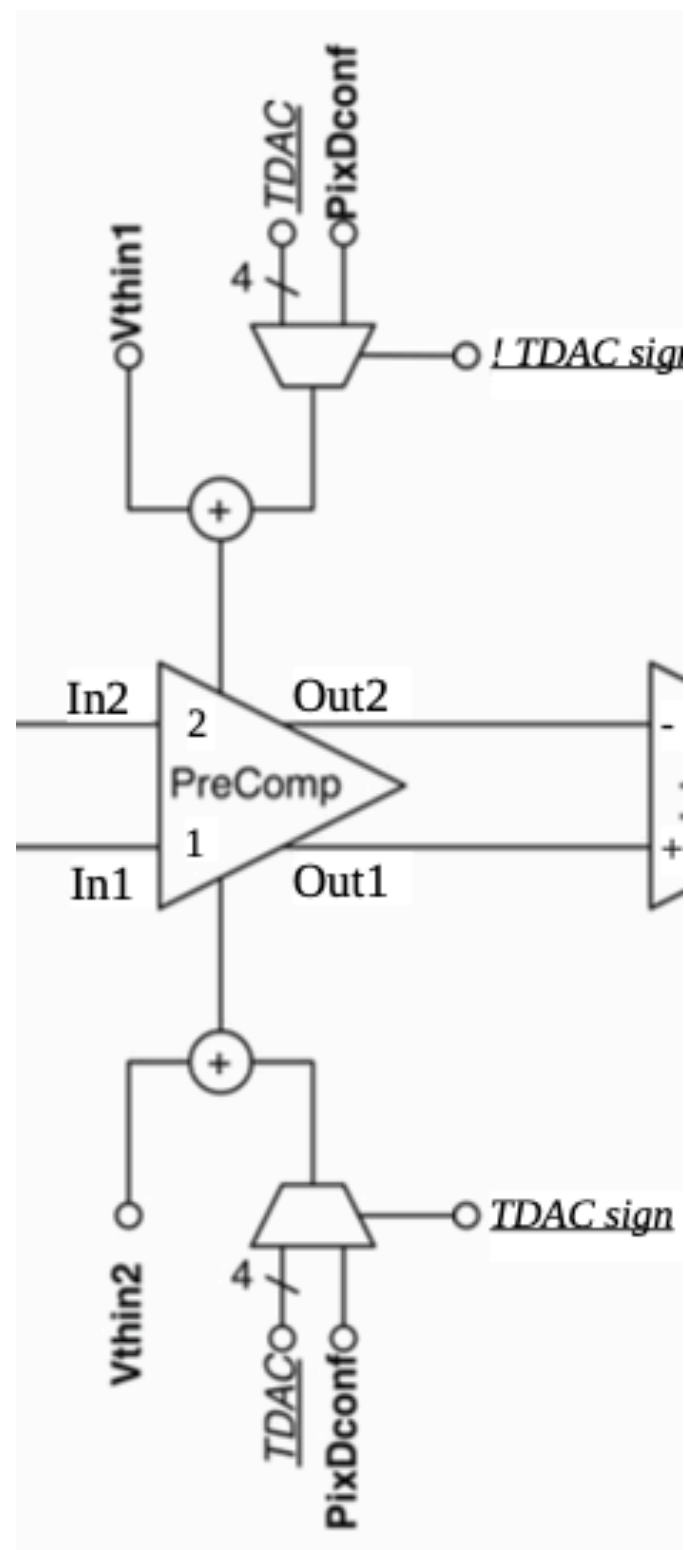 TDAC
PixDconf
Vthin1
4
! TDAC sig
+
In2
2
Out2
-
PreComp
1
+
In1
Out1
+
TDAC sign
4
Vthin2
TDAC
PixDconf